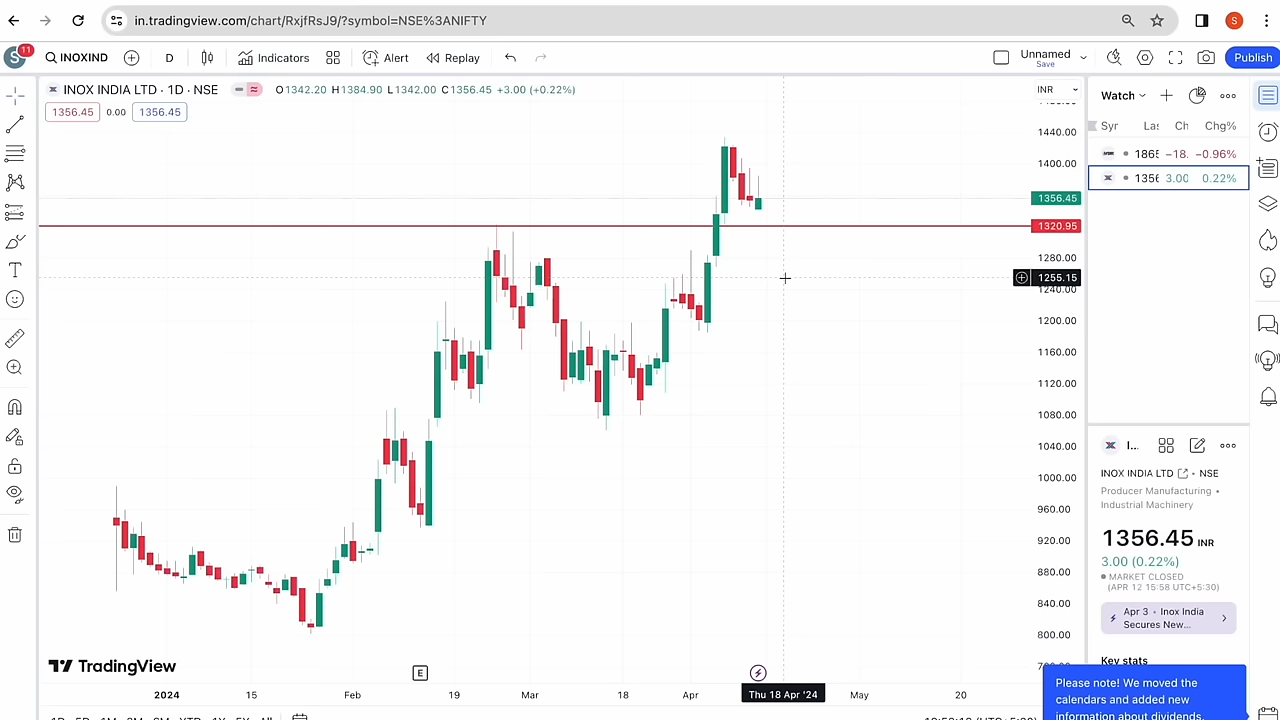 in.tradingview.com/chart/RxjfRsJ9/?symbol=NSE%3ANIFTY
S
S 11 INOXIND D Indicators Alert Replay Unnamed Save Publish
INOX INDIA LTD · 1D · NSE O1342.20 H1384.90 L1342.00 C1356.45 +3.00 (+0.22%) INR
1356.45 0.00 1356.45
Watch
Syr Las Ch Chg%
1865 −18. −0.96%
1356 3.00 0.22%
1440.00
1400.00
1356.45
1320.95
1280.00
1255.15
1240.00
1200.00
1160.00
1120.00
1080.00
1040.00
1000.00
960.00
920.00
880.00
840.00
800.00
I...
INOX INDIA LTD • NSE
Producer Manufacturing •
Industrial Machinery
1356.45 INR
3.00 (0.22%)
MARKET CLOSED
(APR 12 15:58 UTC+5:30)
Apr 3 • Inox India
Secures New...
Key stats
TradingView
E
2024 15 Feb 19 Mar 18 Apr Thu 18 Apr '24 May 20
Please note! We moved the
calendars and added new
information about dividends,